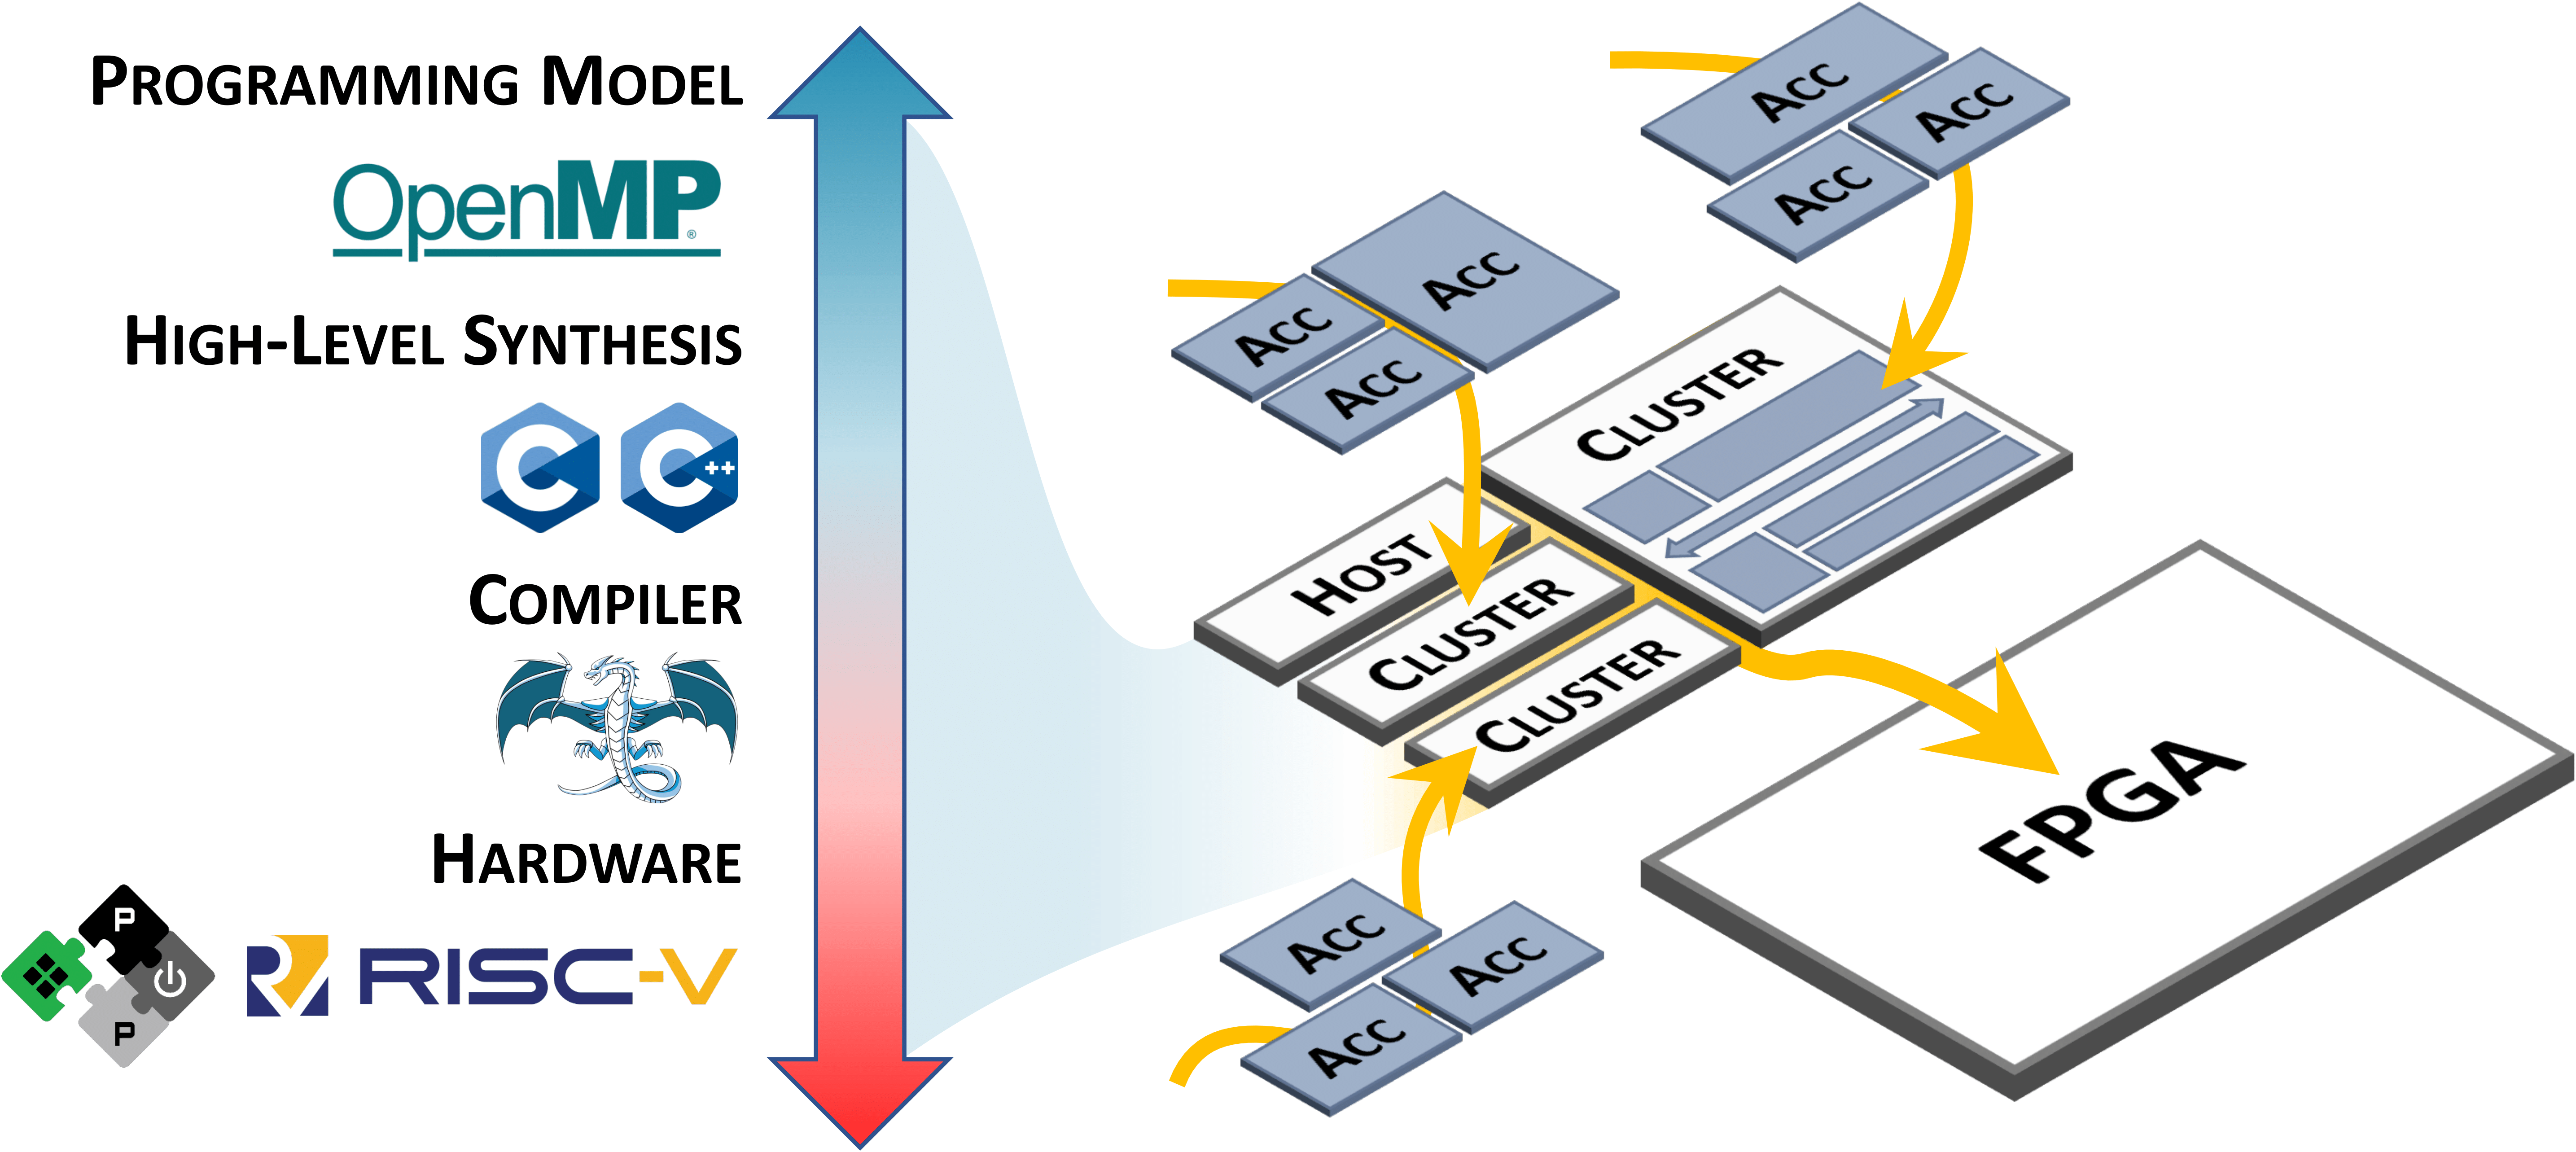 PROGRAMMING MODEL
OpenMP®
HIGH-LEVEL SYNTHESIS
C
C++
COMPILER
HARDWARE
P
P
RISC-V
ACC
ACC
ACC
ACC
ACC
ACC
CLUSTER
HOST
CLUSTER
CLUSTER
FPGA
ACC
ACC
ACC